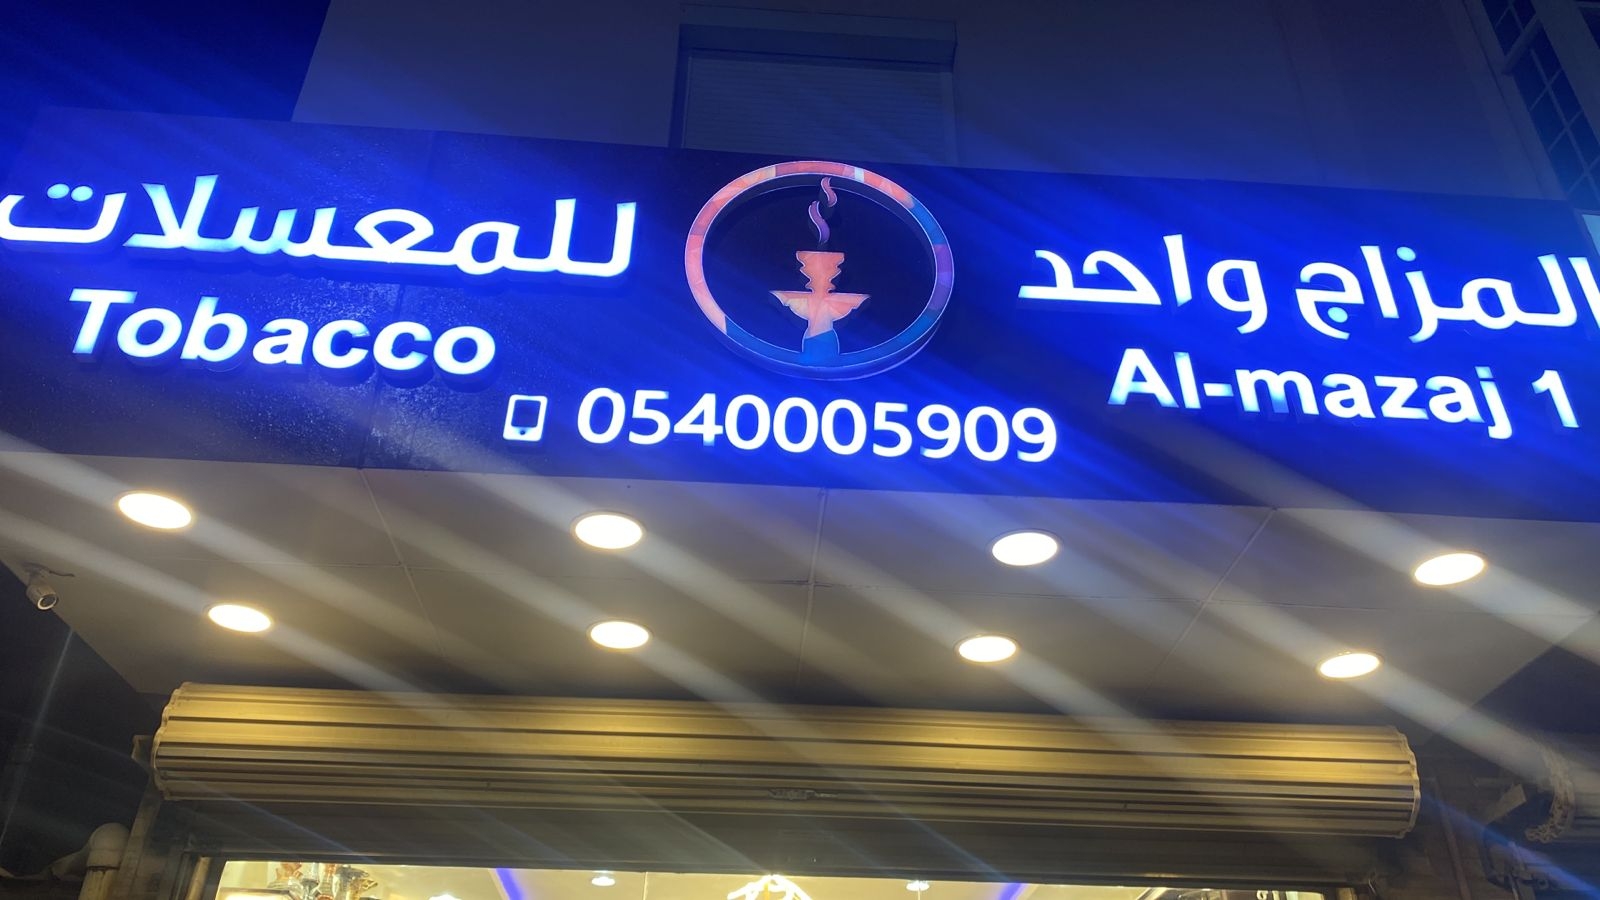 المزاج واحد للمعسلات
Al-mazaj 1 Tobacco
0540005909